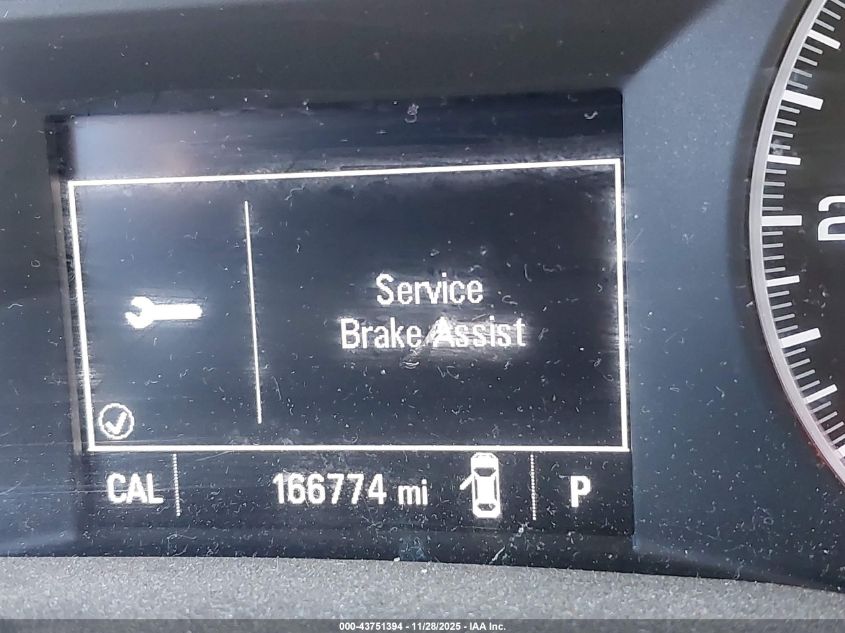 Service
Brake Assist
CAL 166774 mi P
000-43751394 - 11/28/2025 - IAA Inc.